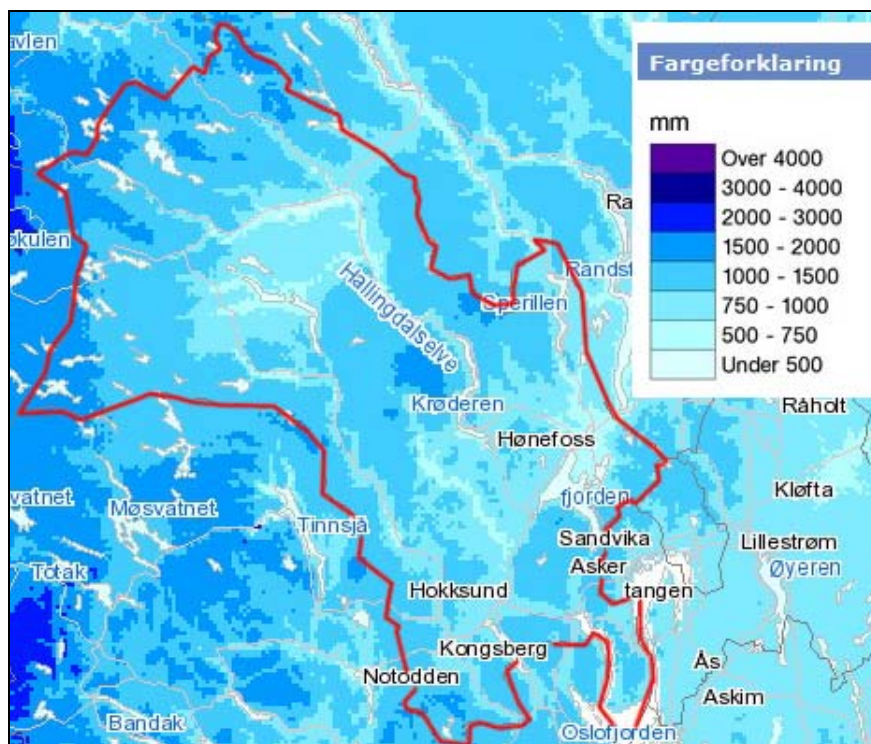 avlen
Fargeforklaring
mm
Over 4000
3000 - 4000
2000 - 3000
1500 - 2000
1000 - 1500
750 - 1000
500 - 750
Under 500
Ra
okulen
Randsf
Sperillen
Hallingdalselve
Krøderen
Råholt
Hønefoss
vatnet
Møsvatnet
fjorden
Kløfta
Tinnsjå
Sandvika
Lillestrøm
Asker
Øyeren
Totak
Hokksund
tangen
Kongsberg
Ås
Notodden
Askim
Bandak
Oslofjorden